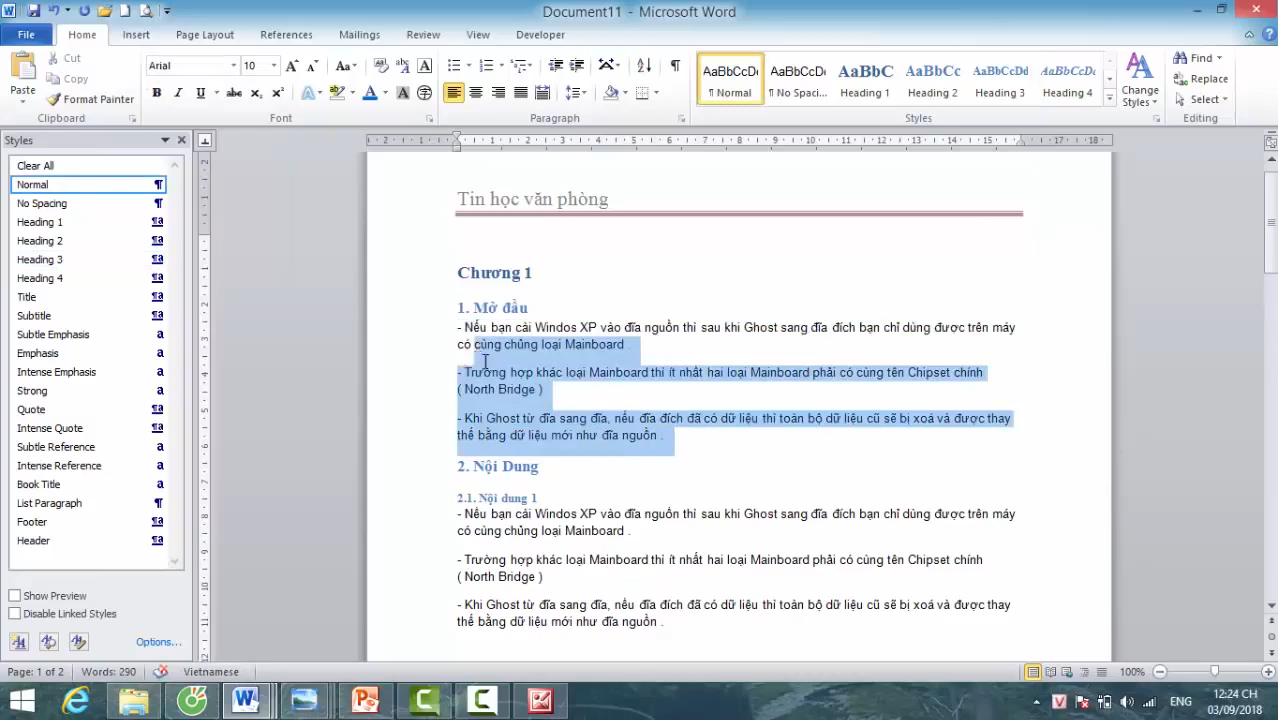 Document11 - Microsoft Word
File Home Insert Page Layout References Mailings Review View Developer
Paste Cut Copy Format Painter
Arial 10
AaBbCcDc AaBbCcDc AaBbC AaBbCc AaBbCcDd AaBbCcDc
¶ Normal ¶ No Spaci... Heading 1 Heading 2 Heading 3 Heading 4
Change Styles
Find Replace Select
Clipboard Font Paragraph Styles Editing
Styles
Clear All
Normal
No Spacing
Heading 1
Heading 2
Heading 3
Heading 4
Title
Subtitle
Subtle Emphasis
Emphasis
Intense Emphasis
Strong
Quote
Intense Quote
Subtle Reference
Intense Reference
Book Title
List Paragraph
Footer
Header
Show Preview
Disable Linked Styles
Options...
Tin học văn phòng
Chương 1
1. Mở đầu
- Nếu bạn cài Windos XP vào đĩa nguồn thì sau khi Ghost sang đĩa đích bạn chỉ dùng được trên máy
có cùng chủng loại Mainboard .
- Trường hợp khác loại Mainboard thì ít nhất hai loại Mainboard phải có cùng tên Chipset chính
( North Bridge )
- Khi Ghost từ đĩa sang đĩa, nếu đĩa đích đã có dữ liệu thì toàn bộ dữ liệu cũ sẽ bị xoá và được thay
thế bằng dữ liệu mới như đĩa nguồn .
2. Nội Dung
2.1. Nội dung 1
- Nếu bạn cài Windos XP vào đĩa nguồn thì sau khi Ghost sang đĩa đích bạn chỉ dùng được trên máy
có cùng chủng loại Mainboard .
- Trường hợp khác loại Mainboard thì ít nhất hai loại Mainboard phải có cùng tên Chipset chính
( North Bridge )
- Khi Ghost từ đĩa sang đĩa, nếu đĩa đích đã có dữ liệu thì toàn bộ dữ liệu cũ sẽ bị xoá và được thay
thế bằng dữ liệu mới như đĩa nguồn .
Page: 1 of 2 Words: 290 Vietnamese 100%
ENG 12:24 CH
03/09/2018